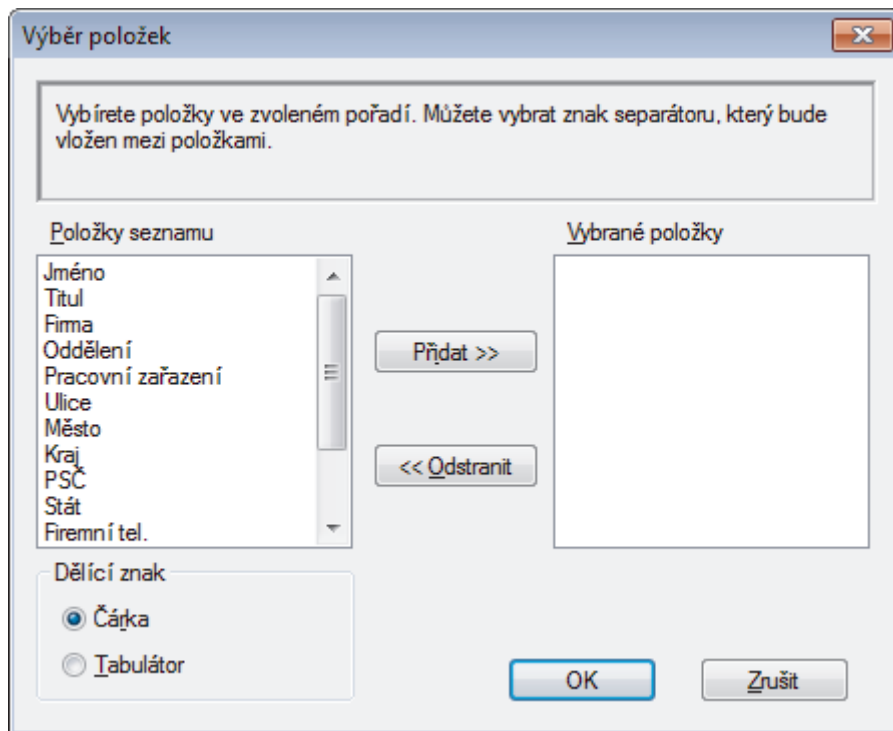 Výběr položek
Vybírete položky ve zvoleném pořadí. Můžete vybrat znak separátoru, který bude
vložen mezi položkami.
Položky seznamu
Vybrané položky
Jméno
Titul
Firma
Oddělení
Pracovní zařazení
Ulice
Město
Kraj
PSČ
Stát
Firemní tel.
Přidat >>
<< Odstranit
Dělící znak
Čárka
Tabulátor
OK
Zrušit